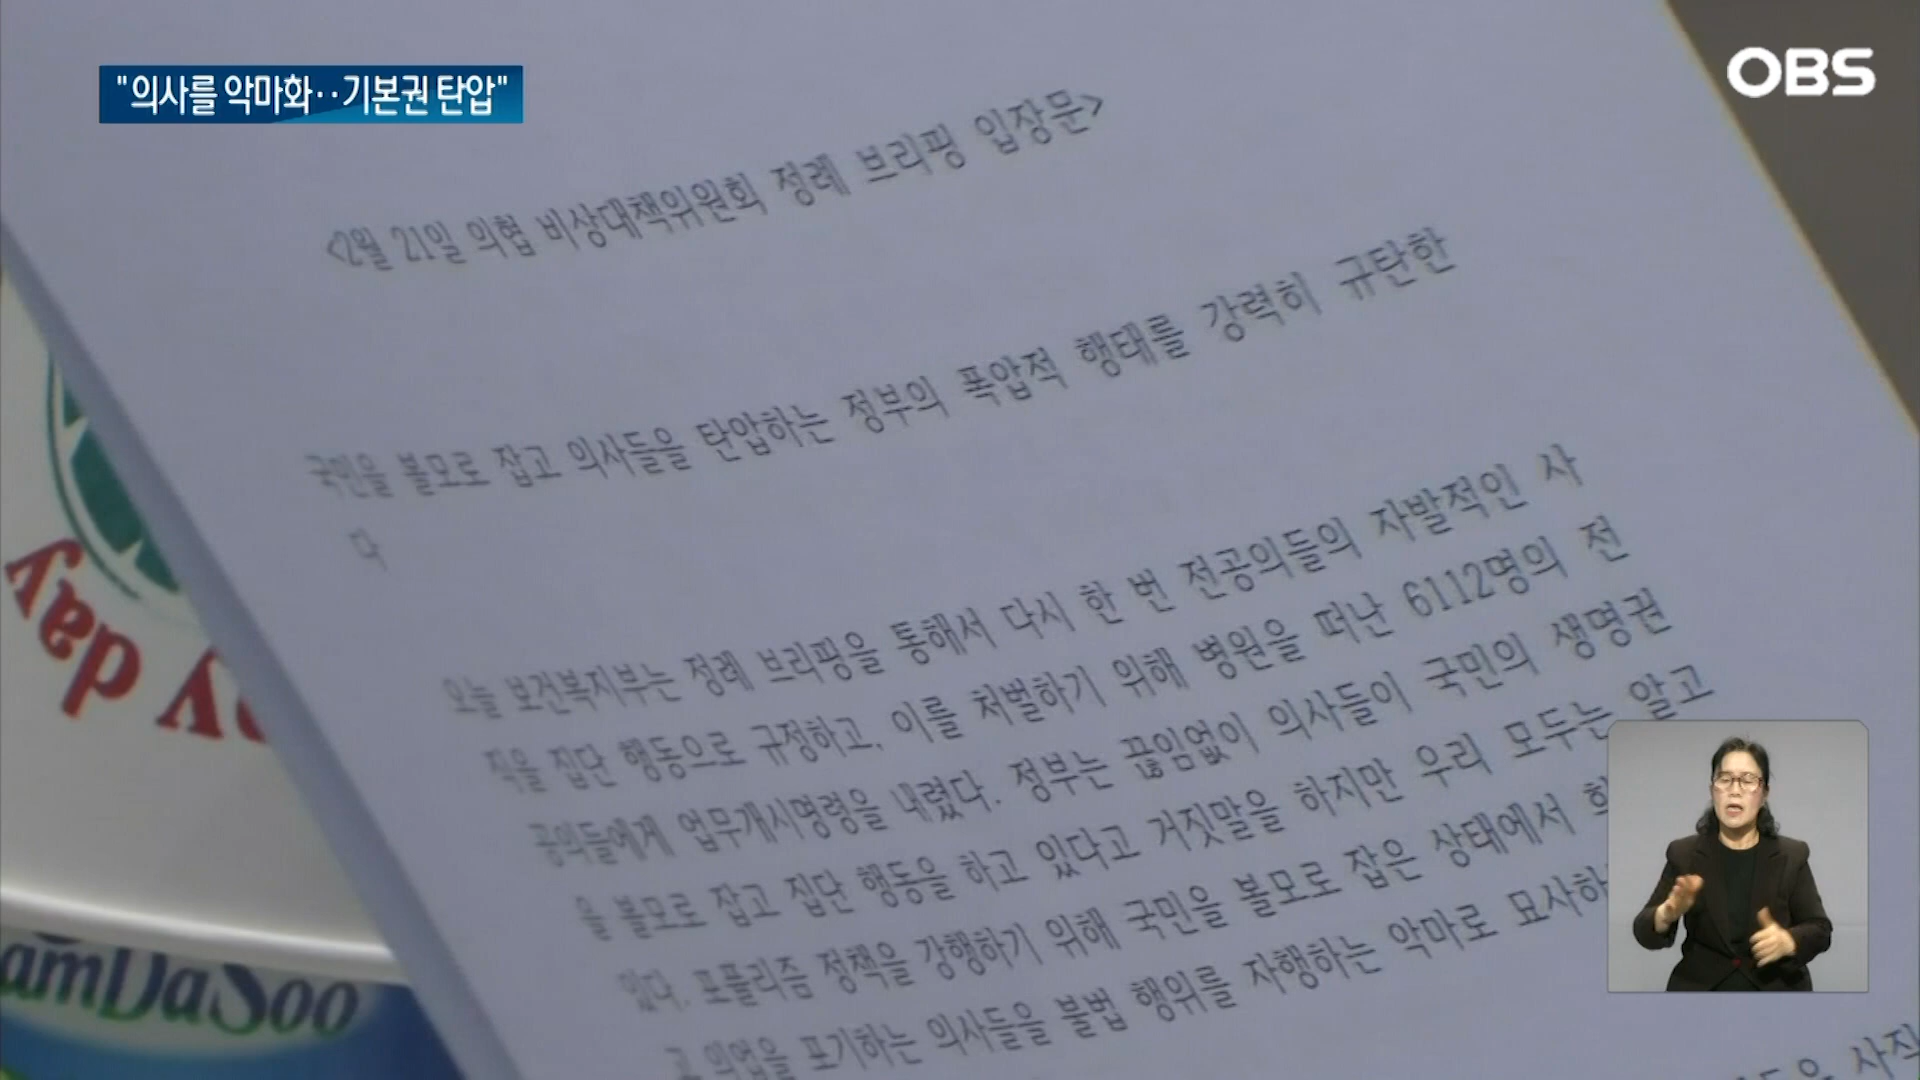 "의사를 악마화‥기본권 탄압"
OBS
<2월 21일 의협 비상대책위원회 정례 브리핑 입장문>
국민을 볼모로 잡고 의사들을 탄압하는 정부의 폭압적 행태를 강력히 규탄한
다
오늘 보건복지부는 정례 브리핑을 통해서 다시 한 번 전공의들의 자발적인 사
직을 집단 행동으로 규정하고, 이를 처벌하기 위해 병원을 떠난 6112명의 전
공의들에게 업무개시명령을 내렸다. 정부는 끊임없이 의사들이 국민의 생명권
을 볼모로 잡고 집단 행동을 하고 있다고 거짓말을 하지만 우리 모두는 알고
있다. 포퓰리즘 정책을 강행하기 위해 국민을 볼모로 잡은 상태에서
고 의업을 포기하는 의사들을 불법 행위를 자행하는 악마로 묘사하
사직
day
amDaSoo